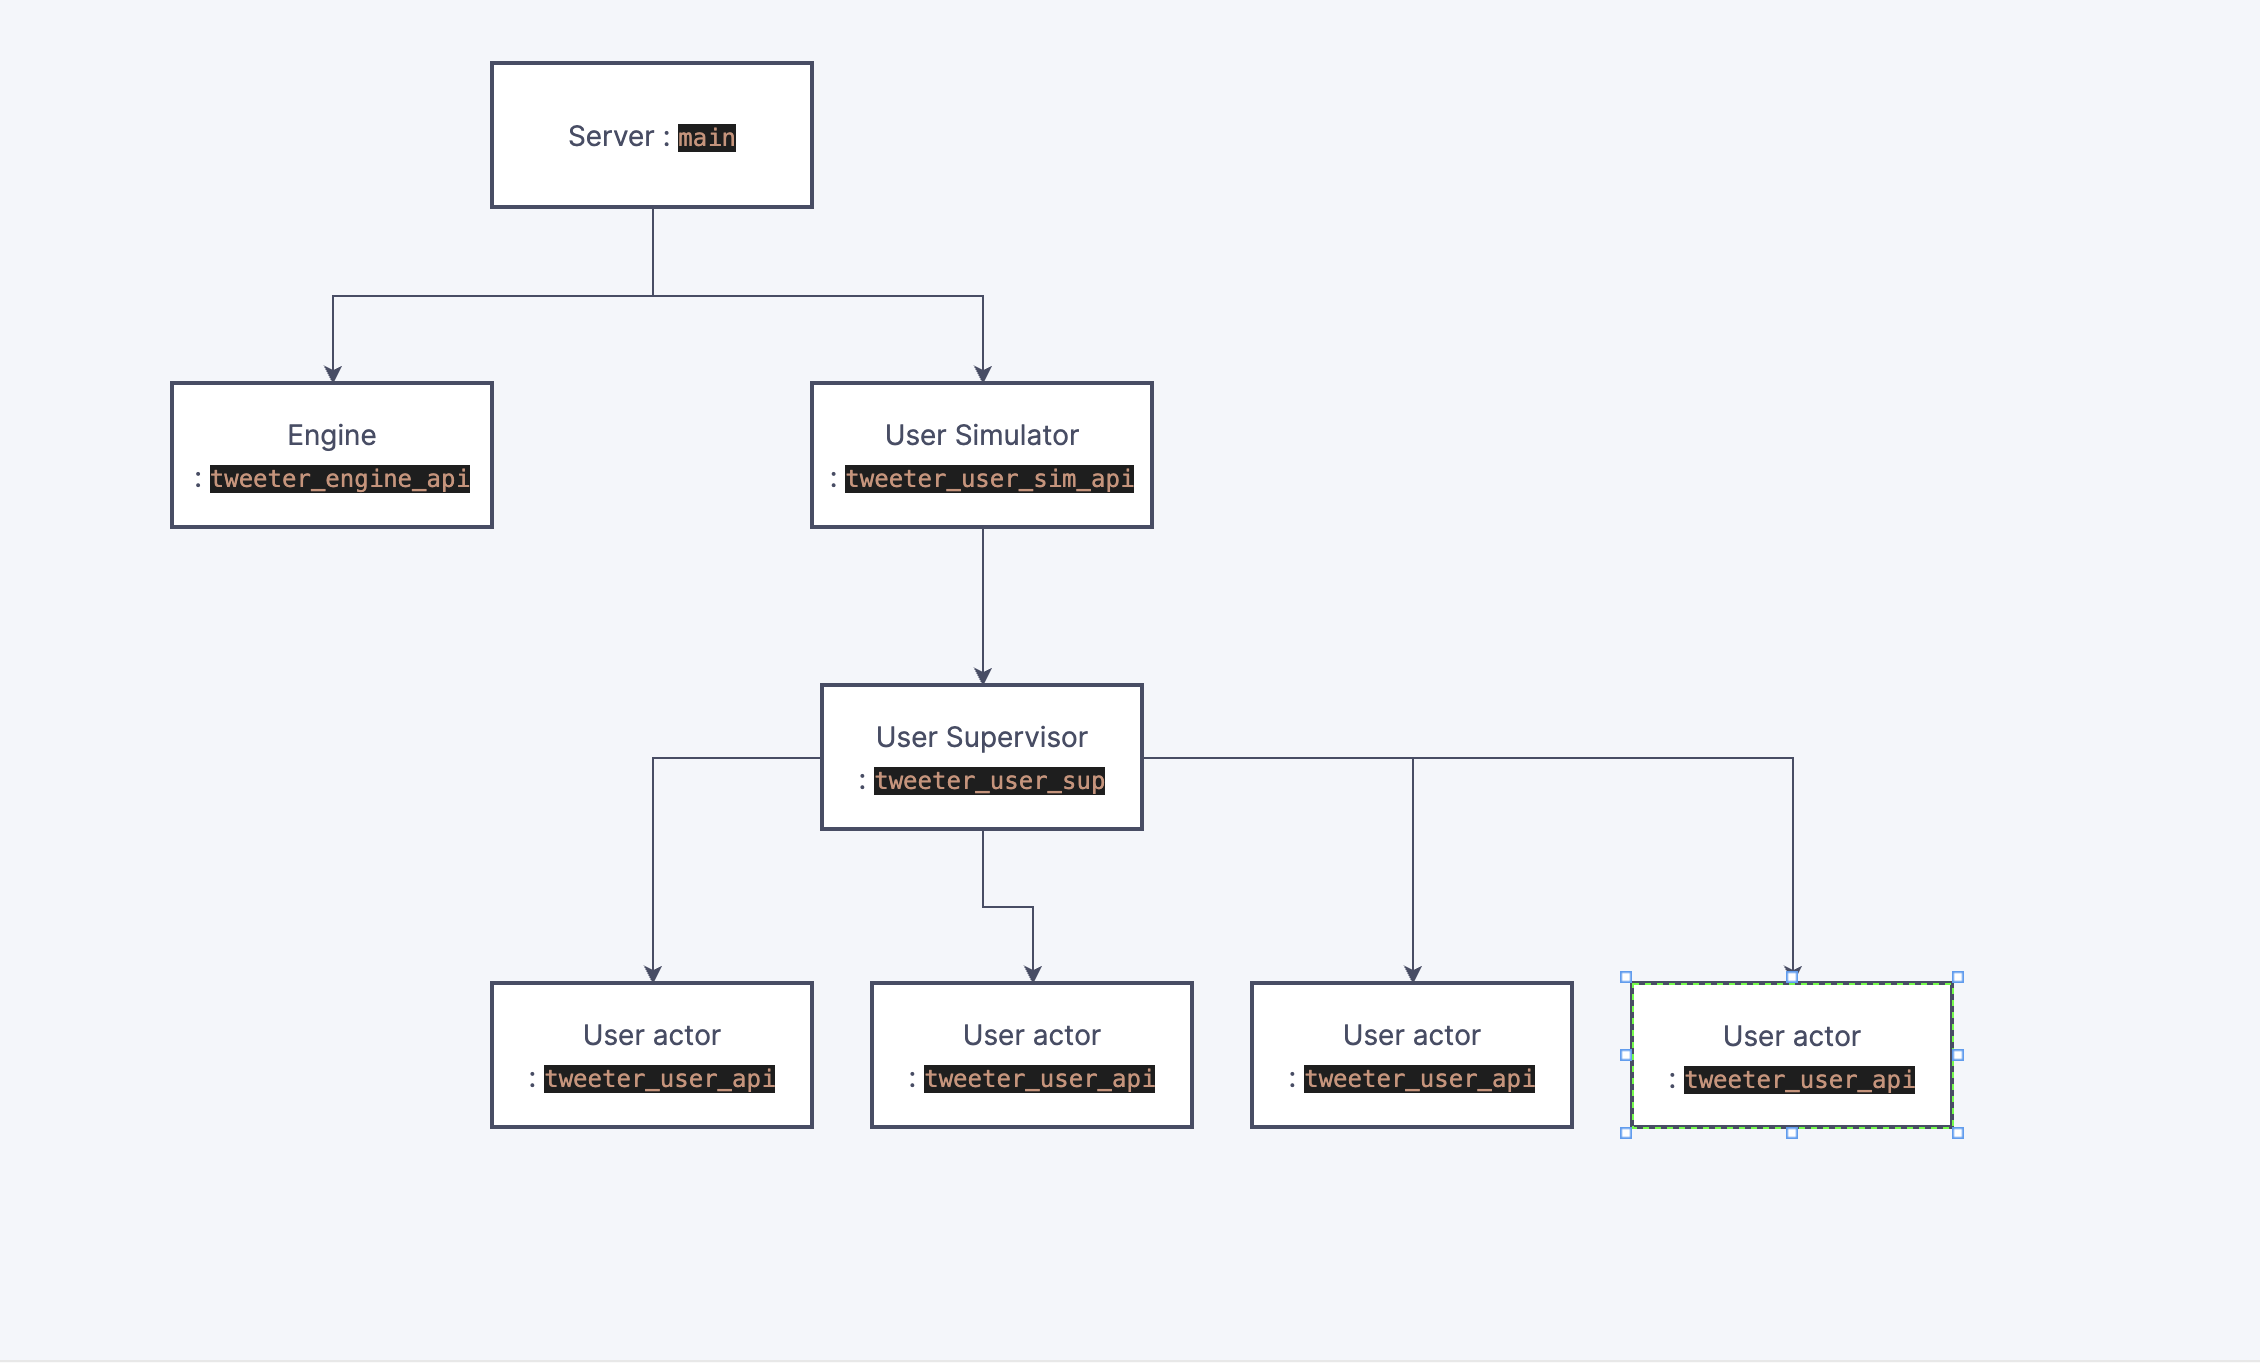 Server : main
Engine
: tweeter_engine_api
User Simulator
: tweeter_user_sim_api
User Supervisor
: tweeter_user_sup
User actor
: tweeter_user_api
User actor
: tweeter_user_api
User actor
: tweeter_user_api
User actor
: tweeter_user_api